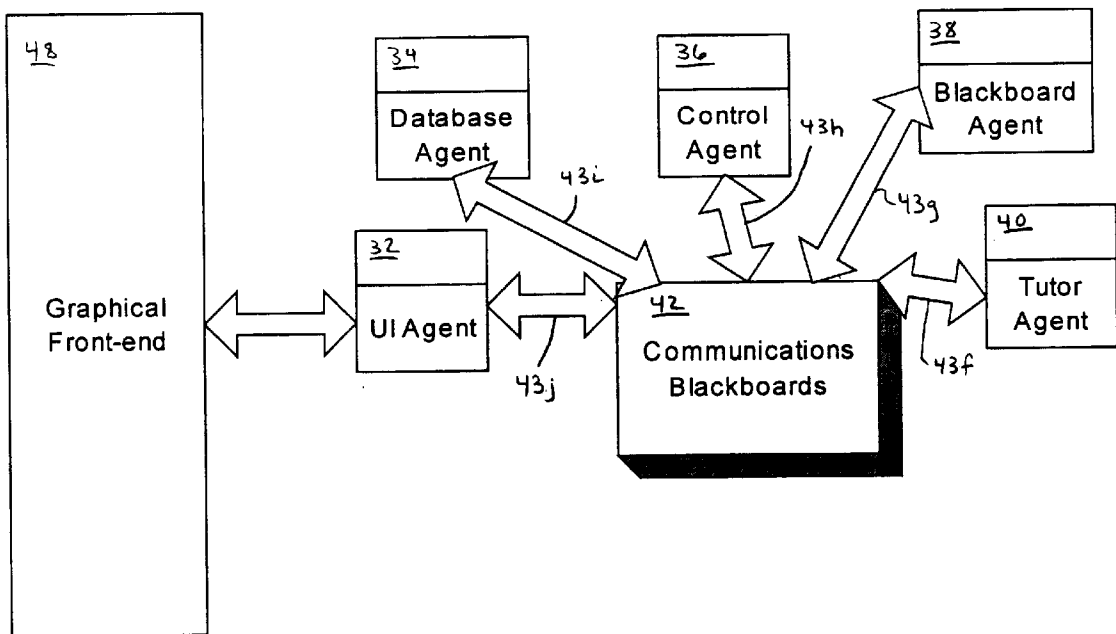 48
Graphical
Front-end
34
Database
Agent
36
Control
Agent
38
Blackboard
Agent
43i
43h
43g
32
UI Agent
43j
42
Communications
Blackboards
40
Tutor
Agent
43f